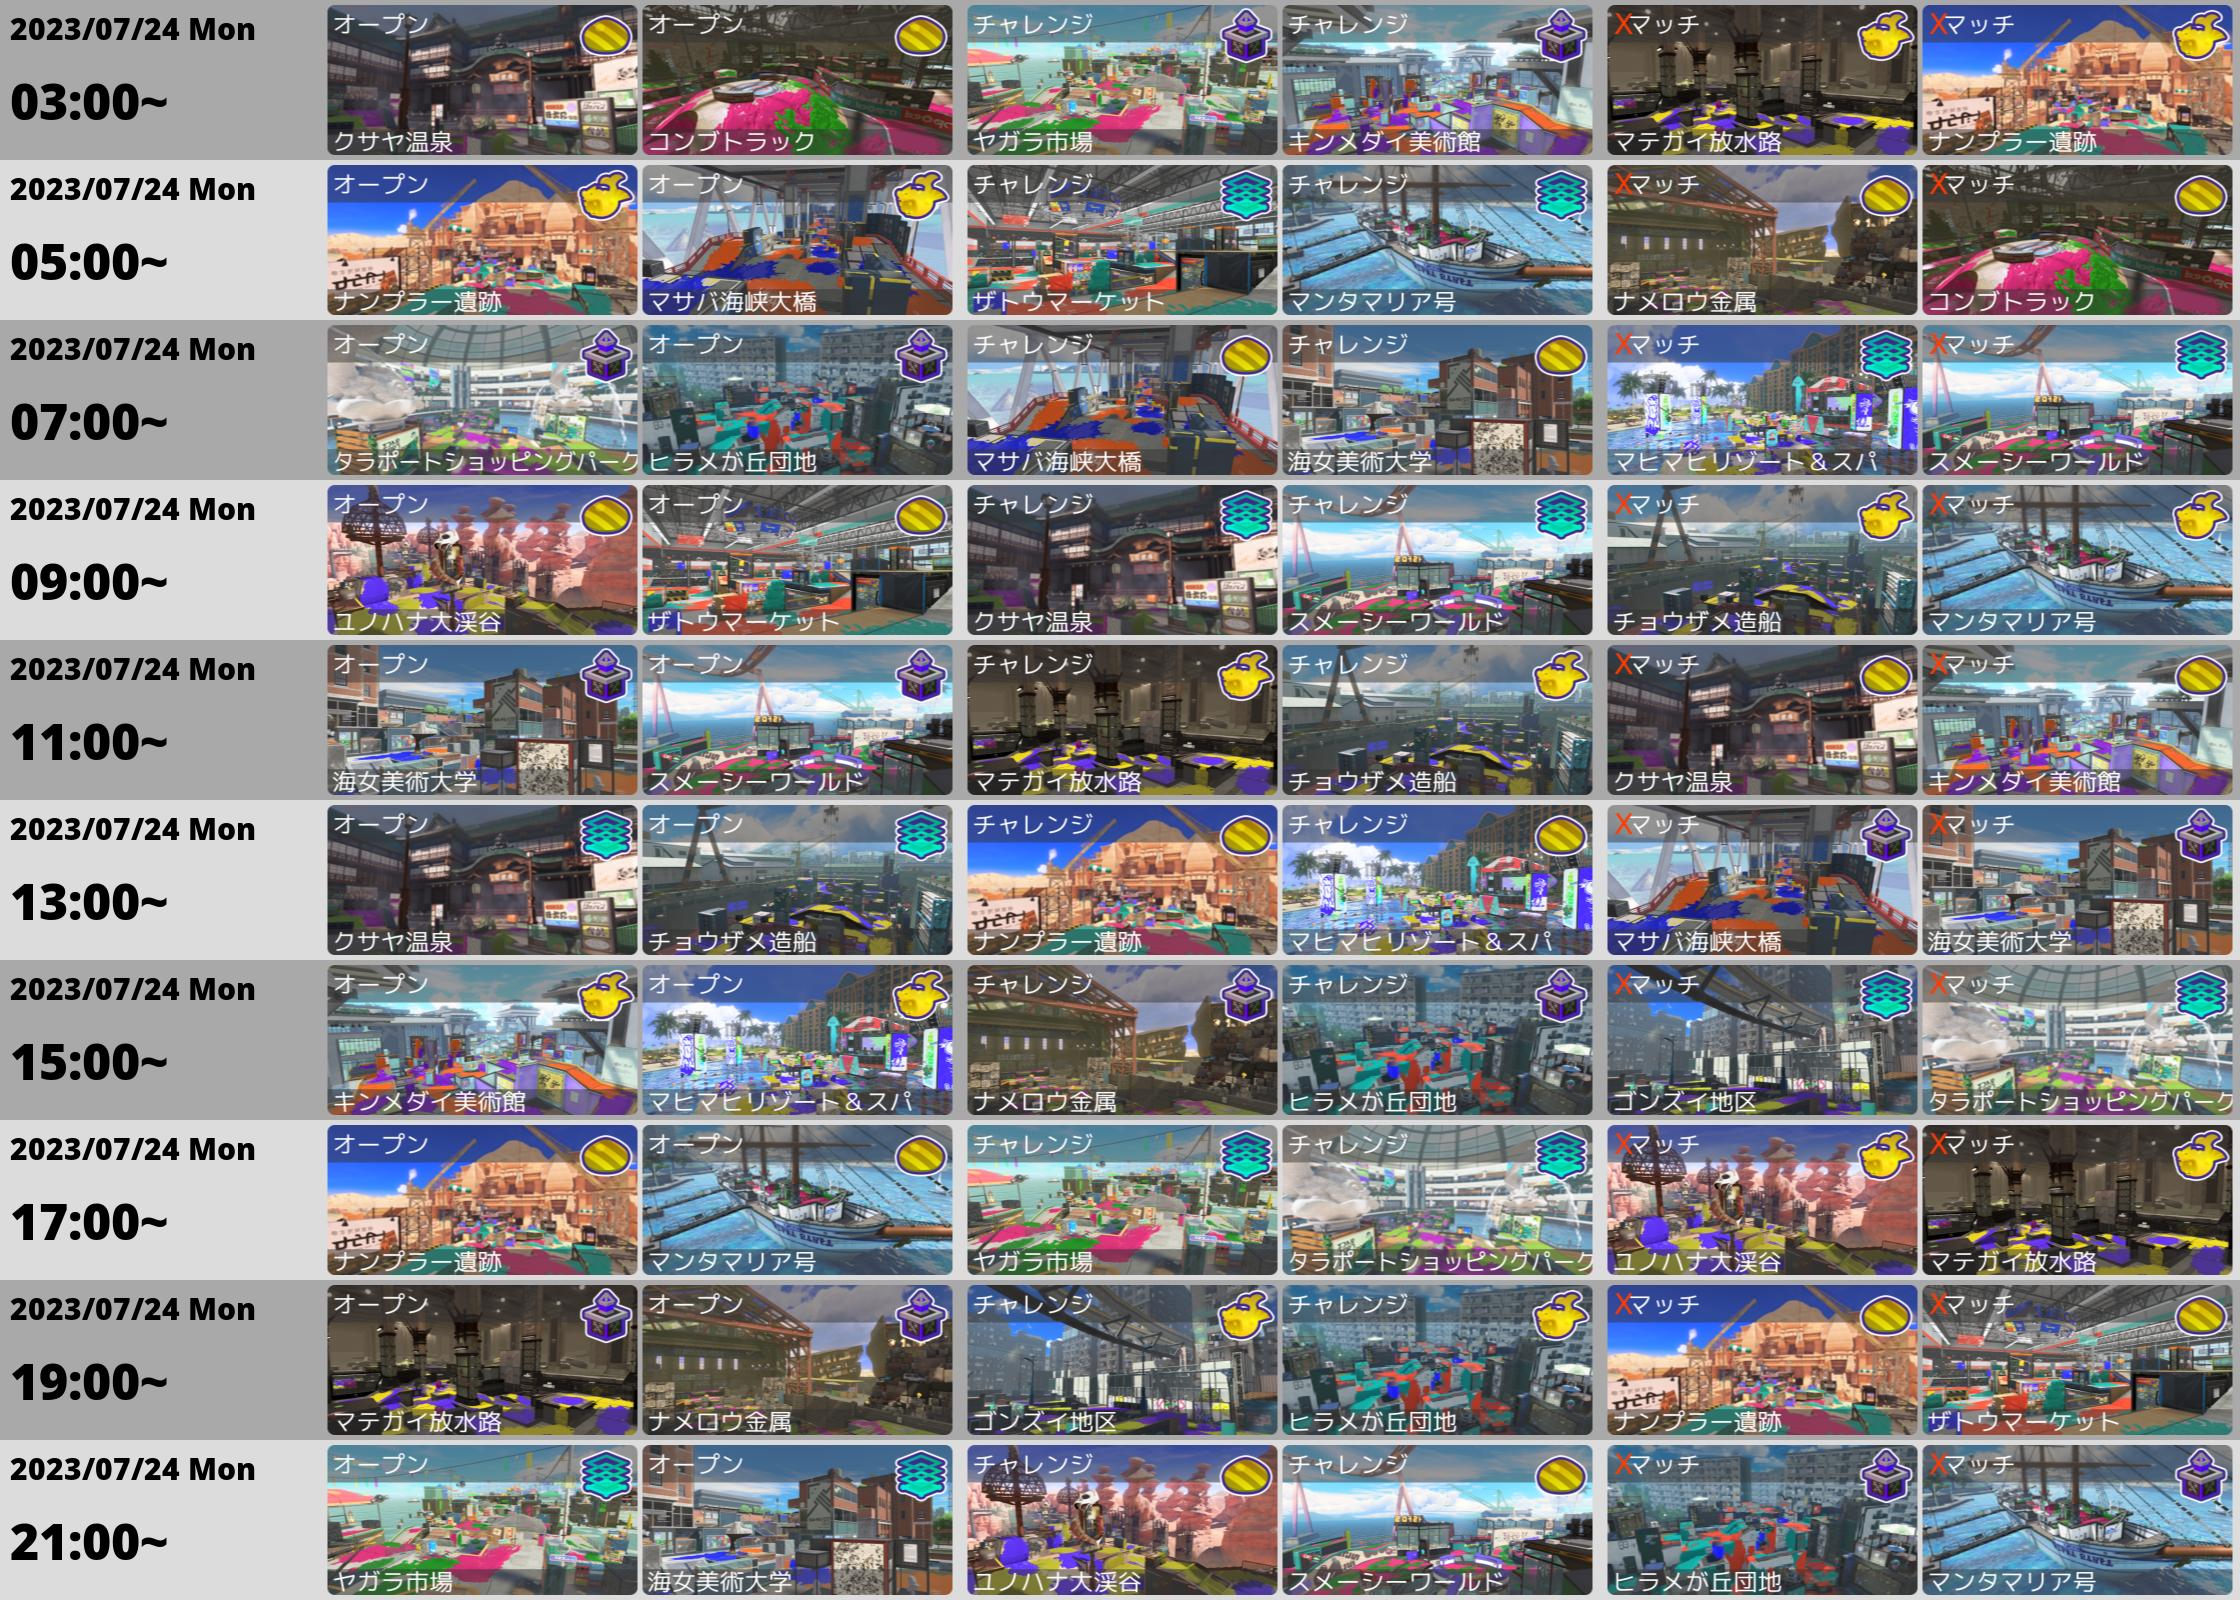 2023/07/24 Mon
03:00~
オープン オープン チャレンジ チャレンジ Xマッチ Xマッチ
クサヤ温泉 コンブトラック ヤガラ市場 キンメダイ美術館 マテガイ放水路 ナンプラー遺跡
2023/07/24 Mon
05:00~
オープン オープン チャレンジ チャレンジ Xマッチ Xマッチ
ナンプラー遺跡 マサバ海峡大橋 ザトウマーケット マンタマリア号 ナメロウ金属 コンブトラック
2023/07/24 Mon
07:00~
オープン オープン チャレンジ チャレンジ Xマッチ Xマッチ
タラポートショッピングパーク ヒラメが丘団地 マサバ海峡大橋 海女美術大学 マヒマヒリゾート＆スパ スメーシーワールド
2023/07/24 Mon
09:00~
オープン オープン チャレンジ チャレンジ Xマッチ Xマッチ
ユノハナ大渓谷 ザトウマーケット クサヤ温泉 スメーシーワールド チョウザメ造船 マンタマリア号
2023/07/24 Mon
11:00~
オープン オープン チャレンジ チャレンジ Xマッチ Xマッチ
海女美術大学 スメーシーワールド マテガイ放水路 チョウザメ造船 クサヤ温泉 キンメダイ美術館
2023/07/24 Mon
13:00~
オープン オープン チャレンジ チャレンジ Xマッチ Xマッチ
クサヤ温泉 チョウザメ造船 ナンプラー遺跡 マヒマヒリゾート＆スパ マサバ海峡大橋 海女美術大学
2023/07/24 Mon
15:00~
オープン オープン チャレンジ チャレンジ Xマッチ Xマッチ
キンメダイ美術館 マヒマヒリゾート＆スパ ナメロウ金属 ヒラメが丘団地 ゴンズイ地区 タラポートショッピングパーク
2023/07/24 Mon
17:00~
オープン オープン チャレンジ チャレンジ Xマッチ Xマッチ
ナンプラー遺跡 マンタマリア号 ヤガラ市場 タラポートショッピングパーク ユノハナ大渓谷 マテガイ放水路
2023/07/24 Mon
19:00~
オープン オープン チャレンジ チャレンジ Xマッチ Xマッチ
マテガイ放水路 ナメロウ金属 ゴンズイ地区 ヒラメが丘団地 ナンプラー遺跡 ザトウマーケット
2023/07/24 Mon
21:00~
オープン オープン チャレンジ チャレンジ Xマッチ Xマッチ
ヤガラ市場 海女美術大学 ユノハナ大渓谷 スメーシーワールド ヒラメが丘団地 マンタマリア号